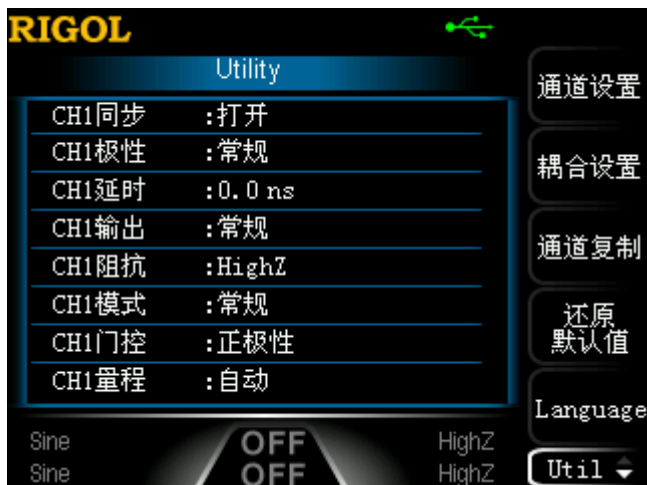 RIGOL
Utility
CH1同步 :打开
CH1极性 :常规
CH1延时 :0.0 ns
CH1输出 :常规
CH1阻抗 :HighZ
CH1模式 :常规
CH1门控 :正极性
CH1量程 :自动
Sine OFF HighZ
Sine OFF HighZ
通道设置
耦合设置
通道复制
还原
默认值
Language
Util